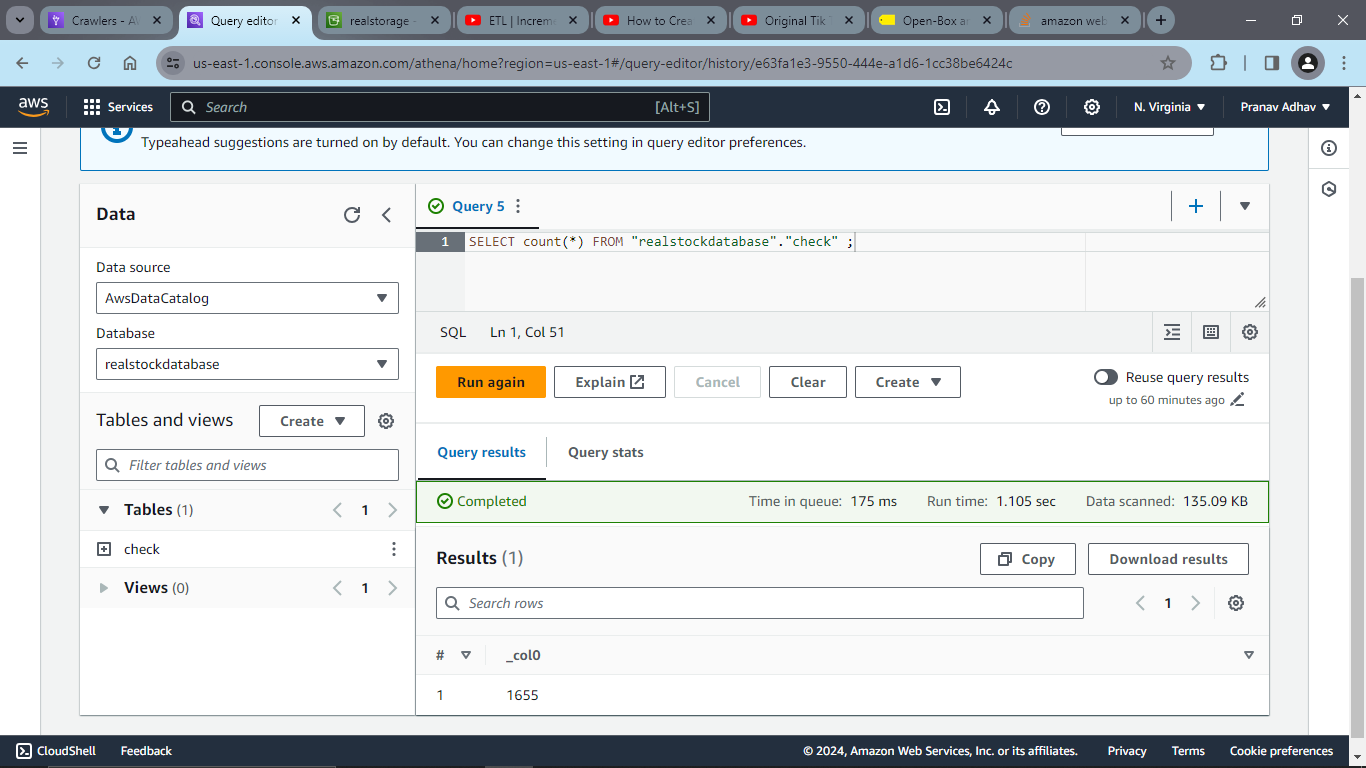 Crawlers - AW
Query editor
realstorage -
ETL | Increme
How to Crea
Original Tik T
Open-Box an
amazon web
us-east-1.console.aws.amazon.com/athena/home?region=us-east-1#/query-editor/history/e63fa1e3-9550-444e-a1d6-1cc38be6424c
aws
Services
Search
[Alt+S]
N. Virginia
Pranav Adhav
Typeahead suggestions are turned on by default. You can change this setting in query editor preferences.
Data
Data source
AwsDataCatalog
Database
realstockdatabase
Tables and views
Create
Filter tables and views
Tables (1)
1
check
Views (0)
1
Query 5
1 SELECT count(*) FROM "realstockdatabase"."check" ;
SQL Ln 1, Col 51
Run again
Explain
Cancel
Clear
Create
Reuse query results
up to 60 minutes ago
Query results
Query stats
Completed
Time in queue: 175 ms
Run time: 1.105 sec
Data scanned: 135.09 KB
Results (1)
Copy
Download results
Search rows
1
# _col0
1 1655
CloudShell
Feedback
© 2024, Amazon Web Services, Inc. or its affiliates.
Privacy
Terms
Cookie preferences